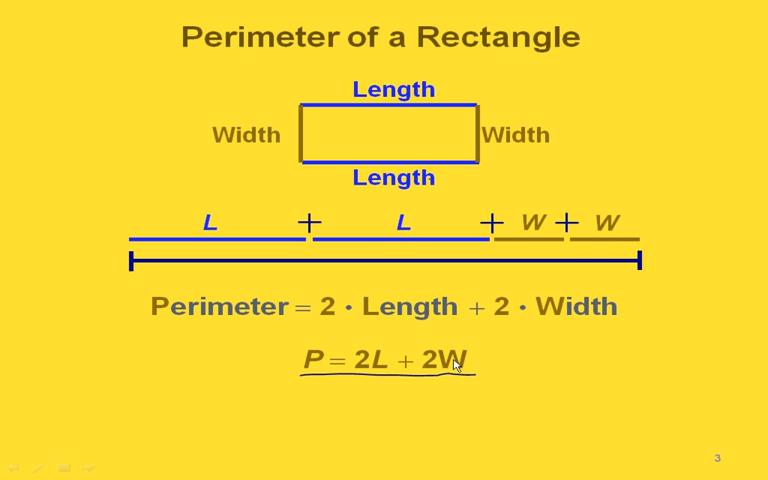 Perimeter of a Rectangle
Length
Width Width
Length
L + L + W + W
Perimeter = 2 · Length + 2 · Width
P = 2L + 2W
3